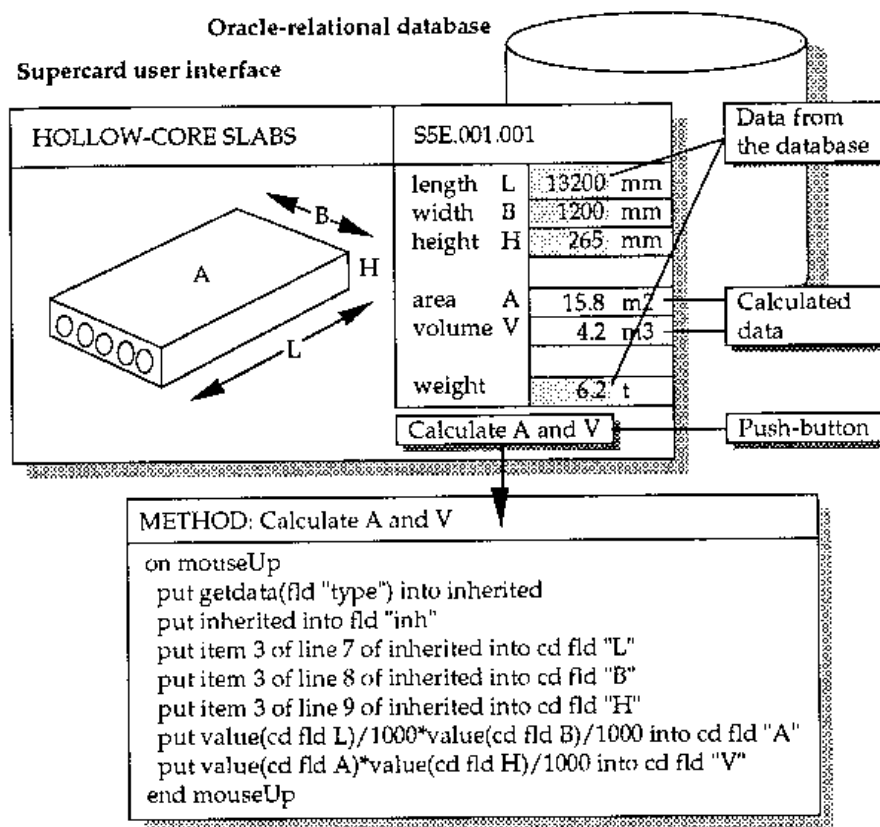 Oracle-relational database
Supercard user interface
HOLLOW-CORE SLABS
S5E.001.001
Data from
the database
length L 13200 mm
width B 1200 mm
height H 265 mm
B
H
A
L
area A 15.8 m2
volume V 4.2 m3
Calculated
data
weight 6.2 t
Calculate A and V
Push-button
METHOD: Calculate A and V
on mouseUp
put getdata(fld "type") into inherited
put inherited into fld "inh"
put item 3 of line 7 of inherited into cd fld "L"
put item 3 of line 8 of inherited into cd fld "B"
put item 3 of line 9 of inherited into cd fld "H"
put value(cd fld L)/1000*value(cd fld B)/1000 into cd fld "A"
put value(cd fld A)*value(cd fld H)/1000 into cd fld "V"
end mouseUp